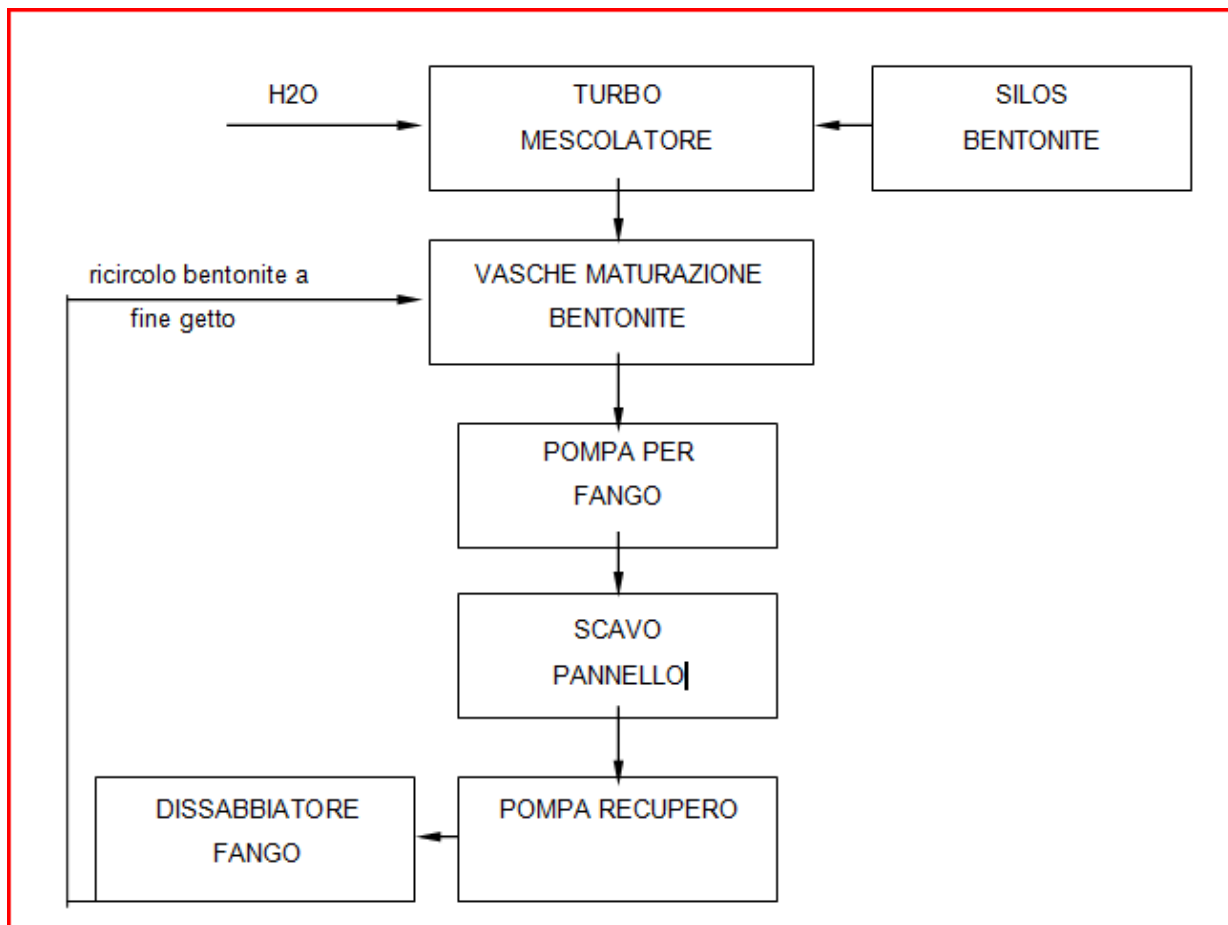 H2O
TURBO
MESCOLATORE
SILOS
BENTONITE
ricircolo bentonite a
fine getto
VASCHE MATURAZIONE
BENTONITE
POMPA PER
FANGO
SCAVO
PANNELLO
DISSABBIATORE
FANGO
POMPA RECUPERO